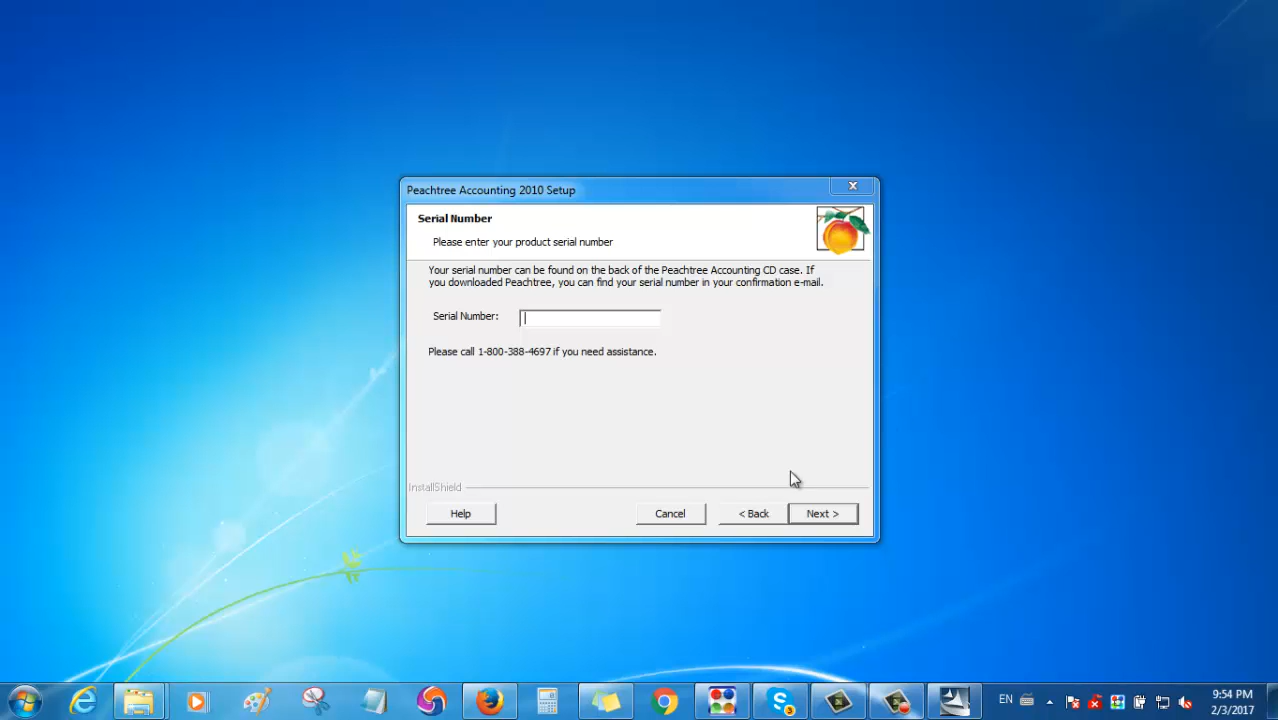 Peachtree Accounting 2010 Setup
Serial Number
Please enter your product serial number
Your serial number can be found on the back of the Peachtree Accounting CD case. If
you downloaded Peachtree, you can find your serial number in your confirmation e-mail.
Serial Number:
Please call 1-800-388-4697 if you need assistance.
InstallShield
Help
Cancel
< Back
Next >
EN
9:54 PM
2/3/2017